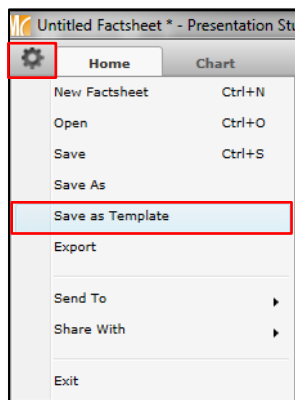 Untitled Factsheet * - Presentation
Home Chart
New Factsheet Ctrl+N
Open Ctrl+O
Save Ctrl+S
Save As
Save as Template
Export
Send To
Share With
Exit